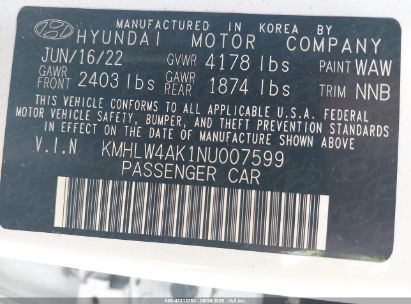 MANUFACTURED IN KOREA BY
HYUNDAI MOTOR COMPANY
JUN/16/22 GVWR 4178 lbs PAINT WAW
GAWR FRONT 2403 lbs GAWR REAR 1874 lbs TRIM NNB
THIS VEHICLE CONFORMS TO ALL APPLICABLE U.S.A. FEDERAL
MOTOR VEHICLE SAFETY, BUMPER, AND THEFT PREVENTION STANDARDS
IN EFFECT ON THE DATE OF MANUFACTURE SHOWN ABOVE
V.I.N KMHLW4AK1NU007599
PASSENGER CAR